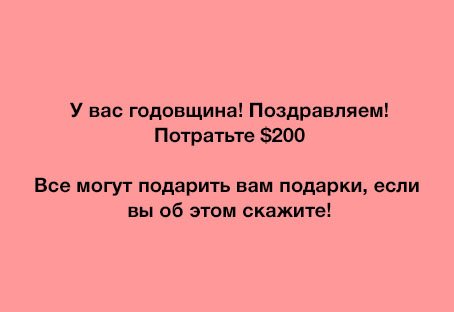 У вас годовщина! Поздравляем!
Потратьте $200
Все могут подарить вам подарки, если
вы об этом скажите!